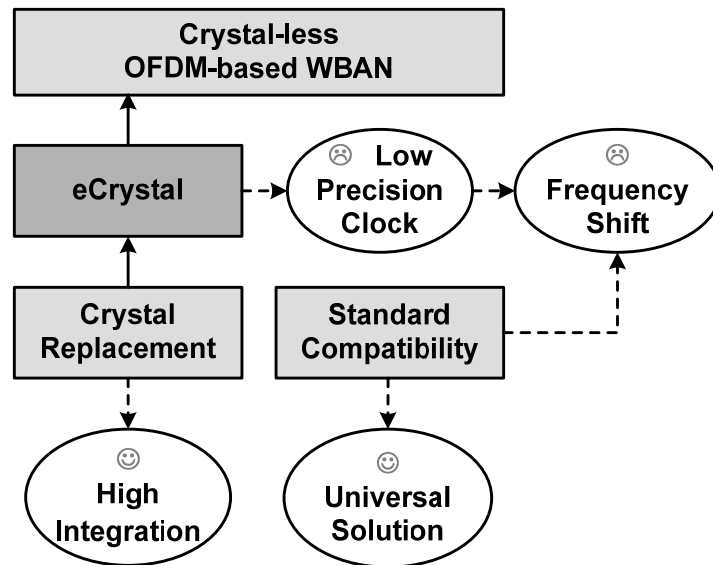 Crystal-less
OFDM-based WBAN
eCrystal
Low
Precision
Clock
Frequency
Shift
Crystal
Replacement
Standard
Compatibility
High
Integration
Universal
Solution